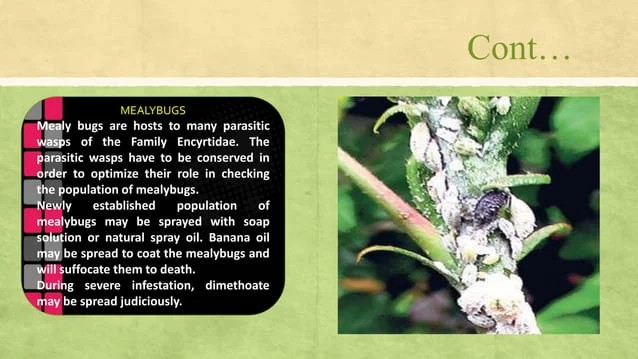 Cont…
MEALYBUGS
Mealy bugs are hosts to many parasitic
wasps of the Family Encyrtidae. The
parasitic wasps have to be conserved in
order to optimize their role in checking
the population of mealybugs.
Newly established population of
mealybugs may be sprayed with soap
solution or natural spray oil. Banana oil
may be spread to coat the mealybugs and
will suffocate them to death.
During severe infestation, dimethoate
may be spread judiciously.